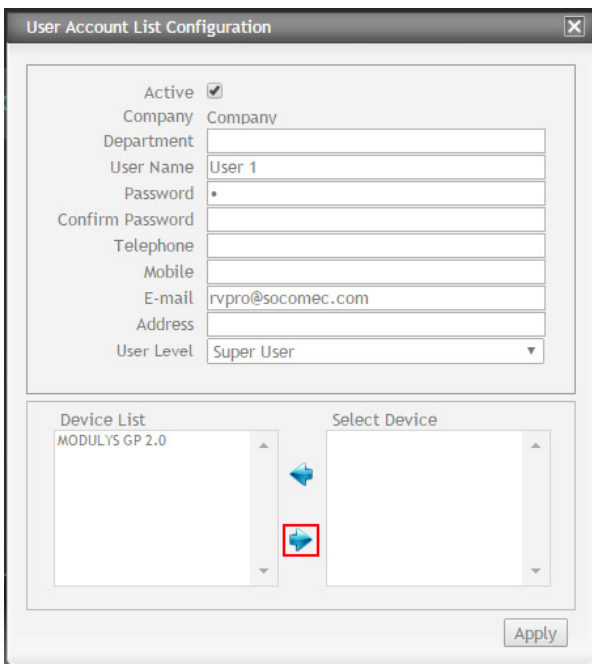 User Account List Configuration
Active
Company Company
Department
User Name User 1
Password •
Confirm Password
Telephone
Mobile
E-mail rvpro@socomec.com
Address
User Level Super User
Device List Select Device
MODULYS GP 2.0
Apply